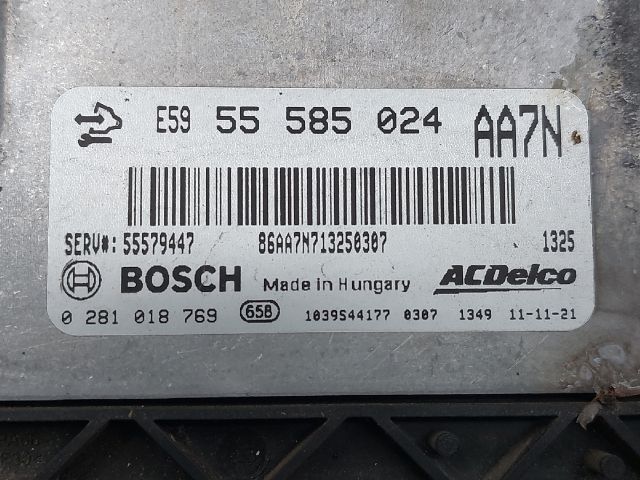 E59 55 585 024 AA7N
SERV#: 55579447 86AA7N713250307 1325
BOSCH Made in Hungary ACDelco
0 281 018 769 658 1039S44177 0307 1349 11-11-21